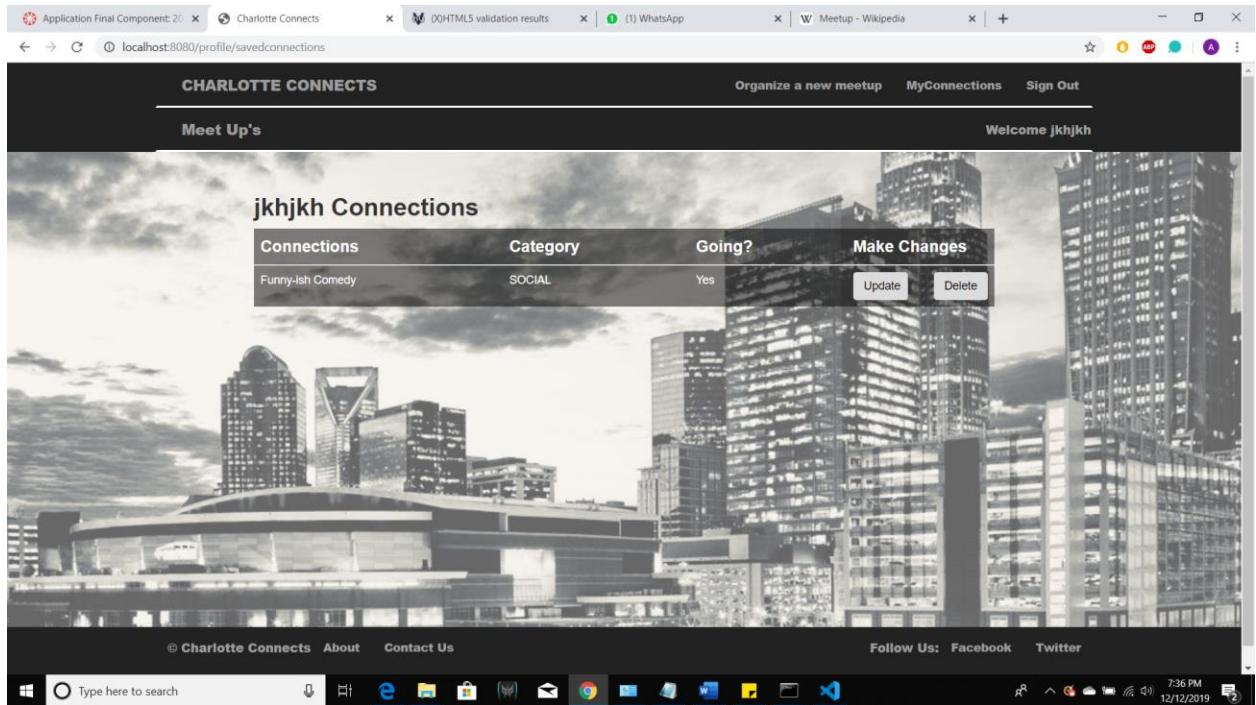 Application Final Component: 20
Charlotte Connects
(X)HTML5 validation results
(1) WhatsApp
Meetup - Wikipedia
localhost:8080/profile/savedconnections
CHARLOTTE CONNECTS Organize a new meetup MyConnections Sign Out
Meet Up's Welcome jkhjkh
jkhjkh Connections
Connections Category Going? Make Changes
Funny-ish Comedy SOCIAL Yes Update Delete
© Charlotte Connects About Contact Us Follow Us: Facebook Twitter
Type here to search
7:36 PM
12/12/2019